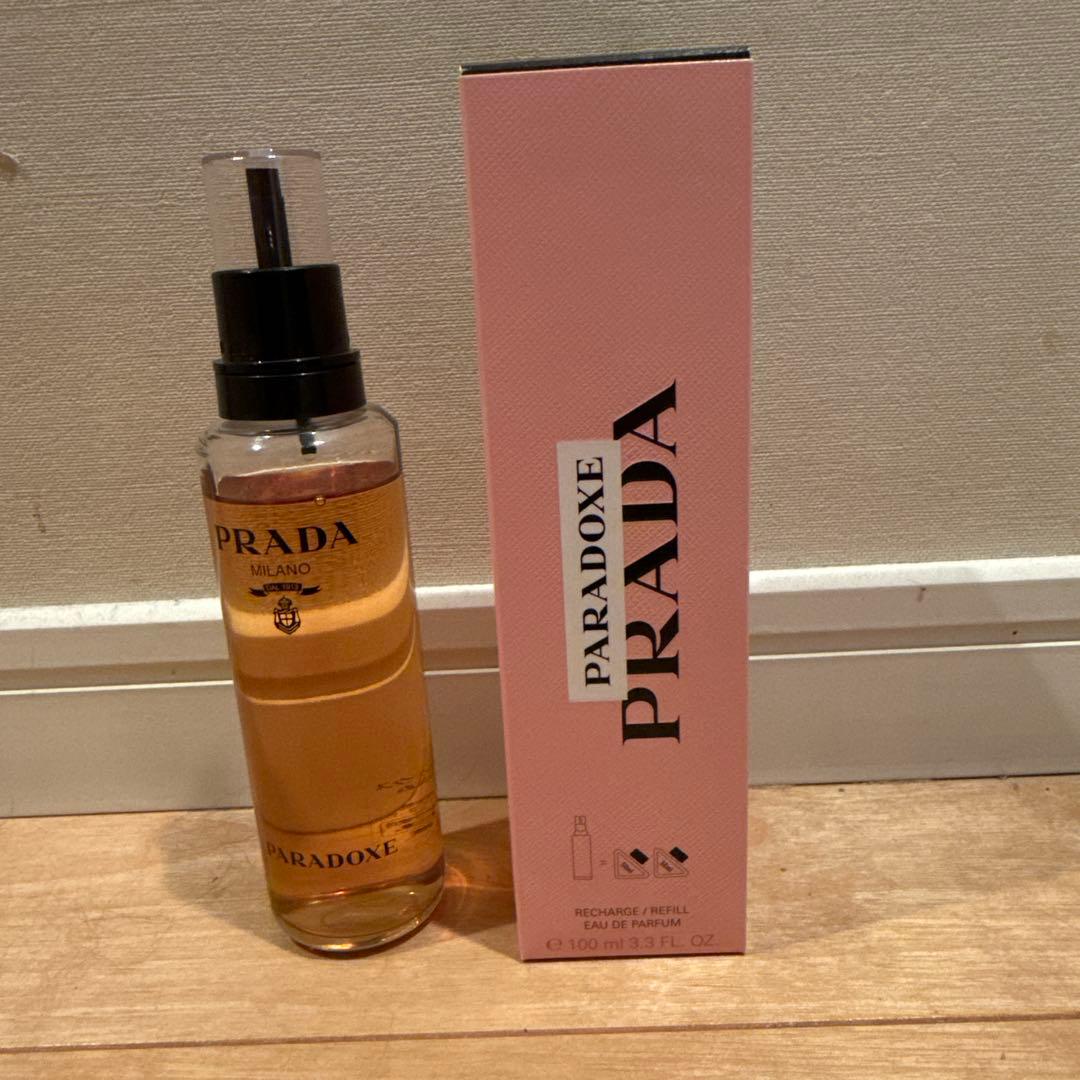 PRADA
MILANO
DAL 1913
PARADOXE
PARADOXE
PRADA
RECHARGE / REFILL
EAU DE PARFUM
℮ 100 ml 3.3 FL. OZ.